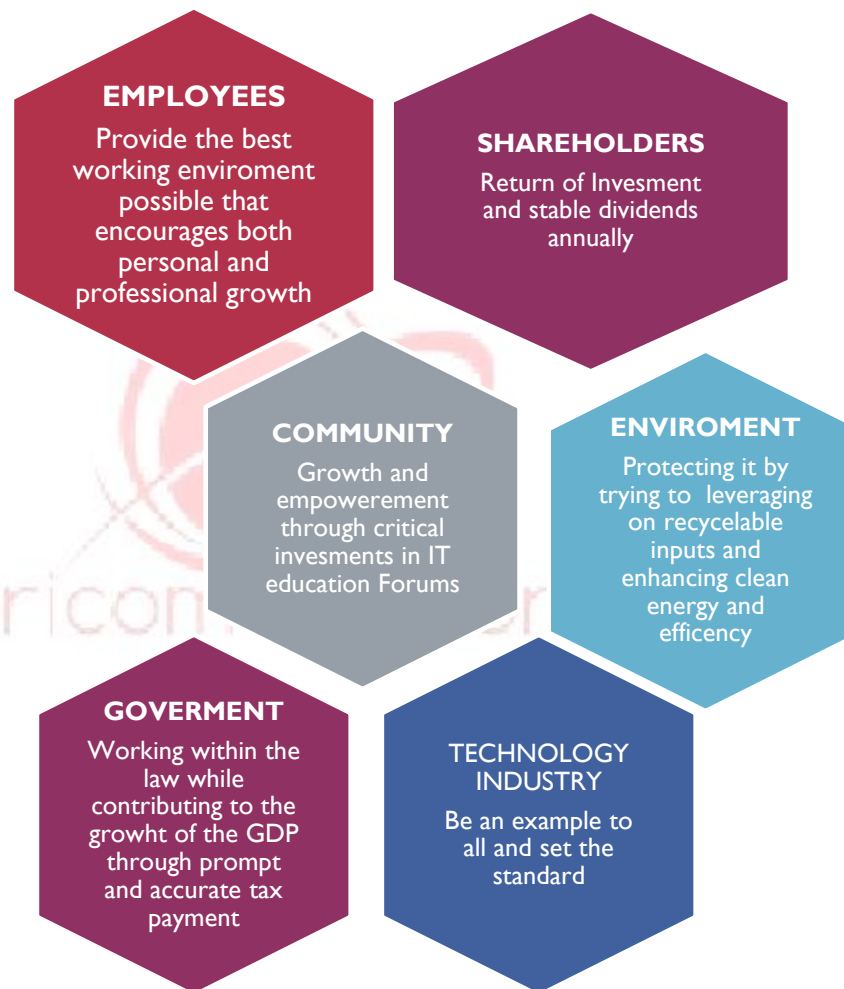 EMPLOYEES
Provide the best
working enviroment
possible that
encourages both
personal and
professional growth
SHAREHOLDERS
Return of Invesment
and stable dividends
annually
COMMUNITY
Growth and
empowerement
through critical
invesments in IT
education Forums
ENVIROMENT
Protecting it by
trying to leveraging
on recycelable
inputs and
enhancing clean
energy and
efficency
GOVERMENT
Working within the
law while
contributing to the
growht of the GDP
through prompt
and accurate tax
payment
TECHNOLOGY
INDUSTRY
Be an example to
all and set the
standard